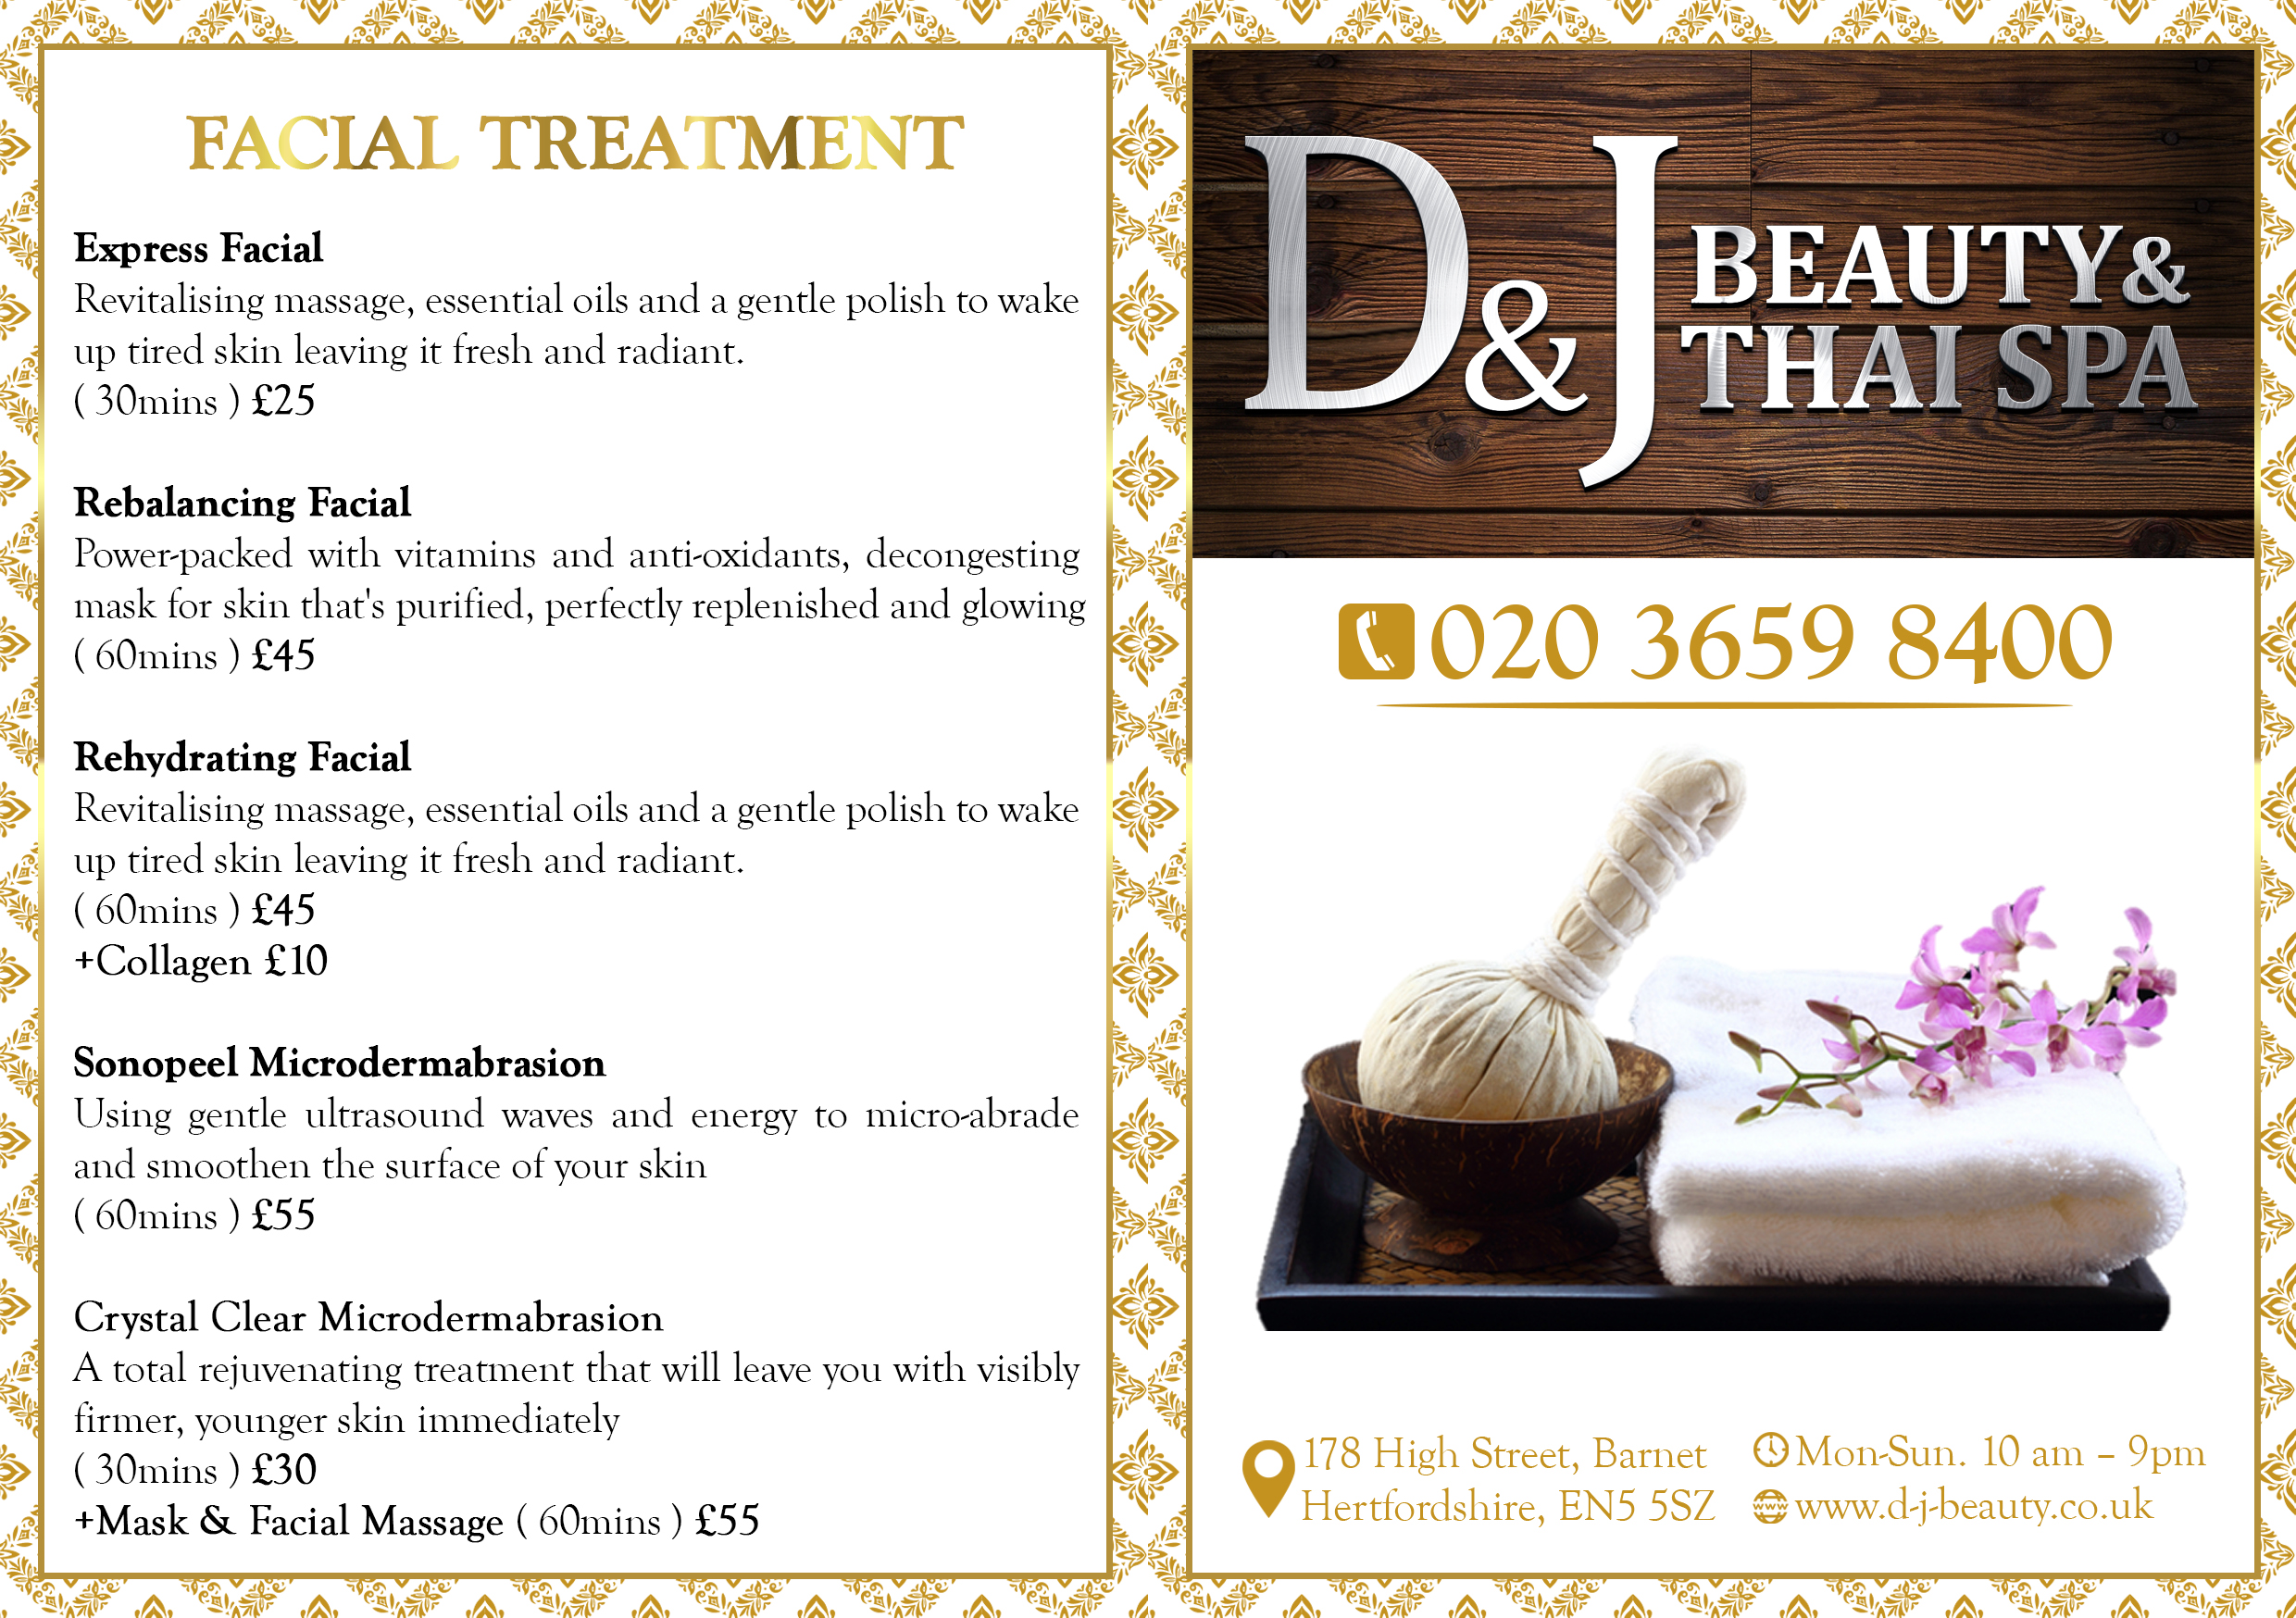 FACIAL TREATMENT
Express Facial
Revitalising massage, essential oils and a gentle polish to wake
up tired skin leaving it fresh and radiant.
( 30mins ) £25
Rebalancing Facial
Power-packed with vitamins and anti-oxidants, decongesting
mask for skin that's purified, perfectly replenished and glowing
( 60mins ) £45
Rehydrating Facial
Revitalising massage, essential oils and a gentle polish to wake
up tired skin leaving it fresh and radiant.
( 60mins ) £45
+Collagen £10
Sonopeel Microdermabrasion
Using gentle ultrasound waves and energy to micro-abrade
and smoothen the surface of your skin
( 60mins ) £55
Crystal Clear Microdermabrasion
A total rejuvenating treatment that will leave you with visibly
firmer, younger skin immediately
( 30mins ) £30
+Mask & Facial Massage ( 60mins ) £55
D&J BEAUTY&
THAI SPA
020 3659 8400
178 High Street, Barnet
Hertfordshire, EN5 5SZ
Mon-Sun. 10 am – 9pm
www
www.d-j-beauty.co.uk